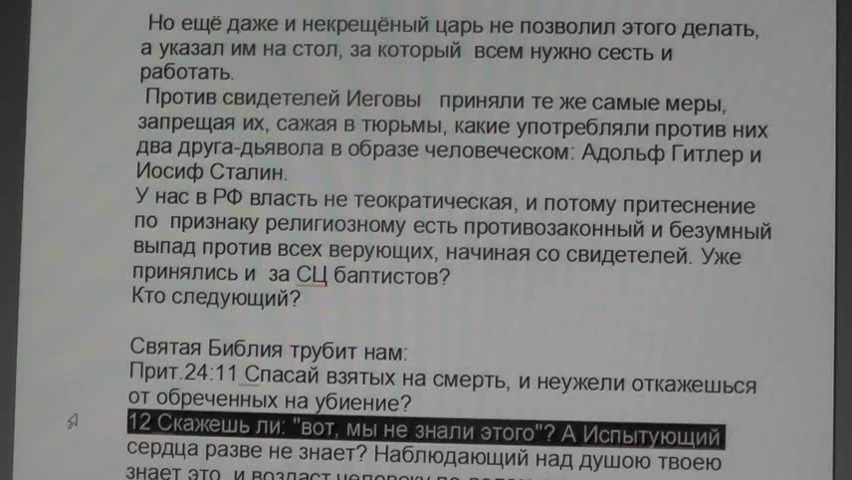 Но ещё даже и некрещёный царь не позволил этого делать,
а указал им на стол, за который всем нужно сесть и
работать.
Против свидетелей Иеговы приняли те же самые меры,
запрещая их, сажая в тюрьмы, какие употребляли против них
два друга-дьявола в образе человеческом: Адольф Гитлер и
Иосиф Сталин.
У нас в РФ власть не теократическая, и потому притеснение
по признаку религиозному есть противозаконный и безумный
выпад против всех верующих, начиная со свидетелей. Уже
принялись и за СЦ баптистов?
Кто следующий?
Святая Библия трубит нам:
Прит.24:11 Спасай взятых на смерть, и неужели откажешься
от обреченных на убиение?
12 Скажешь ли: "вот, мы не знали этого"? А Испытующий
сердца разве не знает? Наблюдающий над душою твоею
знает это, и воздаст человеку по